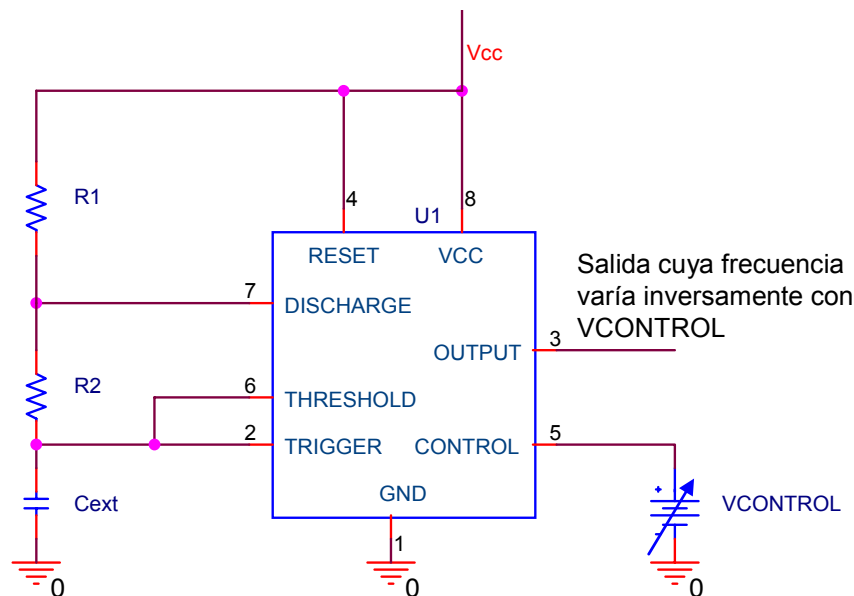 Vcc
R1
4
8
U1
RESET
VCC
Salida cuya frecuencia
varía inversamente con
VCONTROL
7
DISCHARGE
3
OUTPUT
R2
6
THRESHOLD
2
TRIGGER
CONTROL
5
GND
Cext
VCONTROL
1
0
0
0